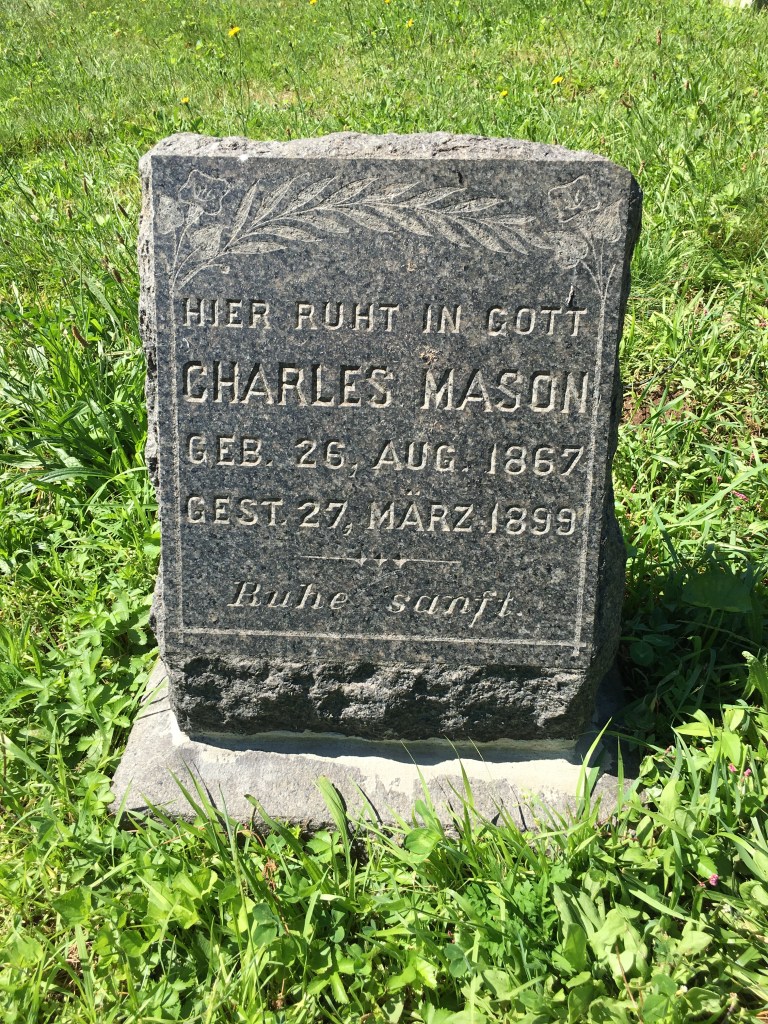 HIER RUHT IN GOTT
CHARLES MASON
GEB. 26, AUG. 1867
GEST. 27, MÄRZ 1899
Ruhe sanft.